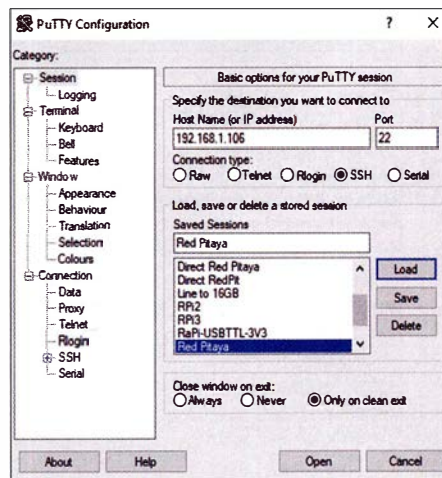 PuTTY Configuration ? X
Category:
Session
Logging
Terminal
Keyboard
Bell
Features
Window
Appearance
Behaviour
Translation
Selection
Colours
Connection
Data
Proxy
Telnet
Rlogin
SSH
Serial
Basic options for your PuTTY session
Specify the destination you want to connect to
Host Name (or IP address) Port
192.168.1.106 22
Connection type:
Raw Telnet Rlogin SSH Serial
Load, save or delete a stored session
Saved Sessions
Red Pitaya
Direct Red Pitaya
Direct RedPit
Line to 16GB
RPi2
RPi3
RaPi-USBTTL-3V3
Red Pitaya
Load
Save
Delete
Close window on exit:
Always Never Only on clean exit
About Help Open Cancel